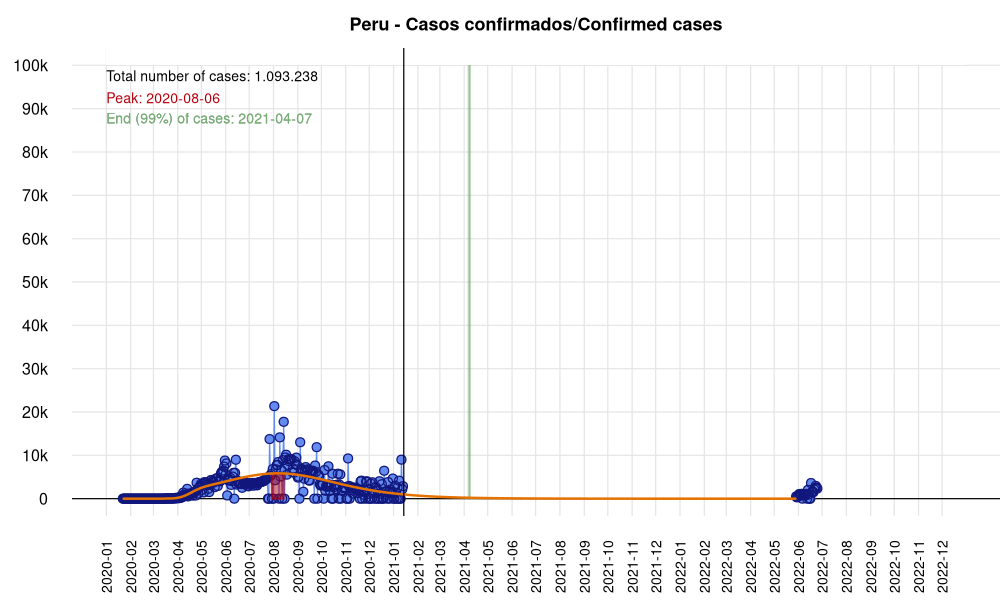 Peru - Casos confirmados/Confirmed cases
Total number of cases: 1.093.238
Peak: 2020-08-06
End (99%) of cases: 2021-04-07
100k
90k
80k
70k
60k
50k
40k
30k
20k
10k
0
2020-01
2020-02
2020-03
2020-04
2020-05
2020-06
2020-07
2020-08
2020-09
2020-10
2020-11
2020-12
2021-01
2021-02
2021-03
2021-04
2021-05
2021-06
2021-07
2021-08
2021-09
2021-10
2021-11
2021-12
2022-01
2022-02
2022-03
2022-04
2022-05
2022-06
2022-07
2022-08
2022-09
2022-10
2022-11
2022-12